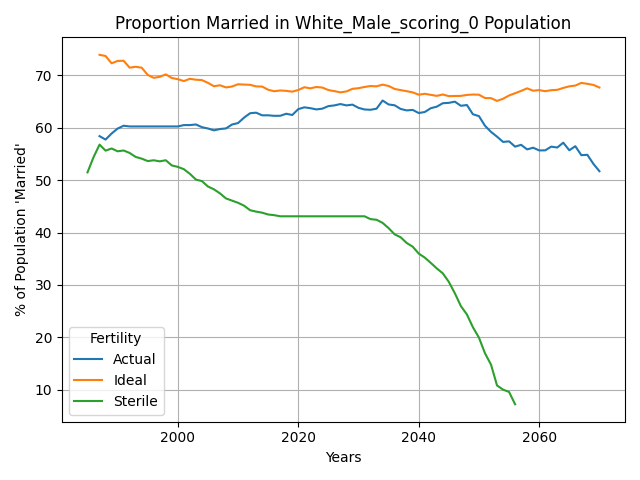 Proportion Married in White_Male_scoring_0 Population
% of Population 'Married'
70
60
50
40
30
20
10
Fertility
Actual
Ideal
Sterile
2000 2020 2040 2060
Years